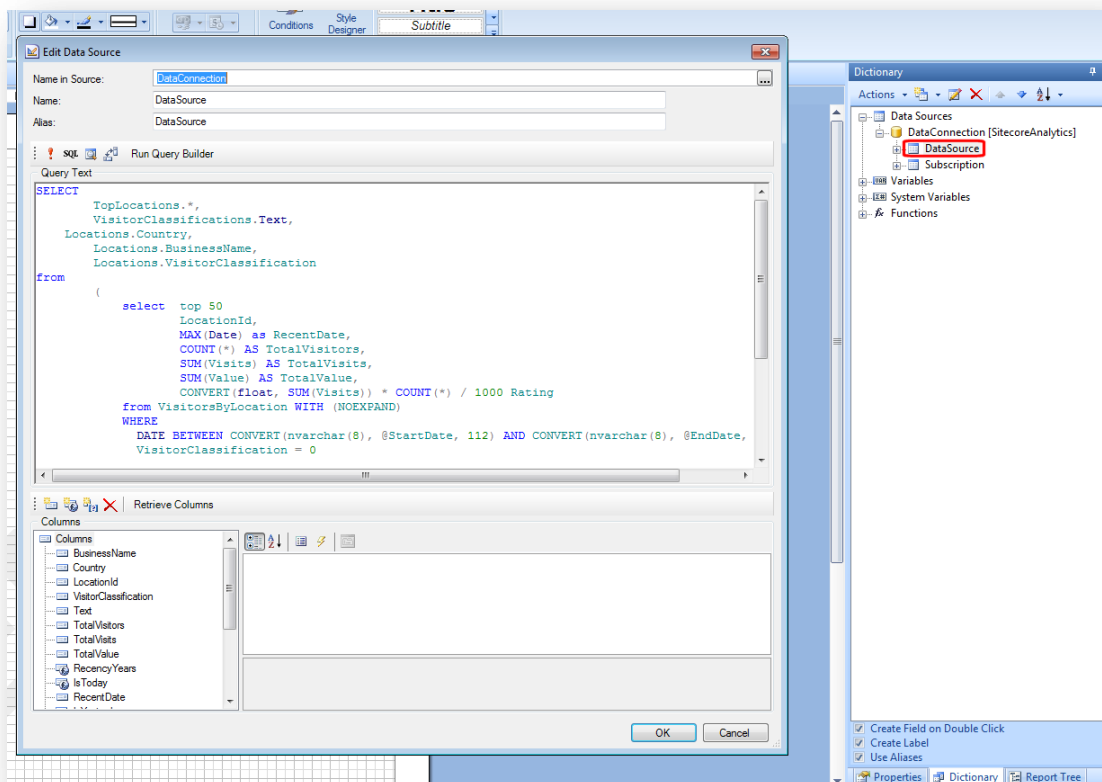 Conditions
Style
Designer
Subtitle
Edit Data Source
Name in Source:
DataConnection
...
Name:
DataSource
Alias:
DataSource
SQL
Run Query Builder
Query Text
SELECT
TopLocations.*,
VisitorClassifications.Text,
Locations.Country,
Locations.BusinessName,
Locations.VisitorClassification
from
(
select top 50
LocationId,
MAX(Date) as RecentDate,
COUNT(*) AS TotalVisitors,
SUM(Visits) AS TotalVisits,
SUM(Value) AS TotalValue,
CONVERT(float, SUM(Visits)) * COUNT(*) / 1000 Rating
from VisitorsByLocation WITH (NOEXPAND)
WHERE
DATE BETWEEN CONVERT(nvarchar(8), @StartDate, 112) AND CONVERT(nvarchar(8), @EndDate,
VisitorClassification = 0
Retrieve Columns
Columns
Columns
BusinessName
Country
LocationId
VisitorClassification
Text
TotalVisitors
TotalVisits
TotalValue
RecencyYears
IsToday
RecentDate
OK
Cancel
Dictionary
Actions
Data Sources
DataConnection [SitecoreAnalytics]
DataSource
Subscription
Variables
System Variables
Functions
Create Field on Double Click
Create Label
Use Aliases
Properties
Dictionary
Report Tree